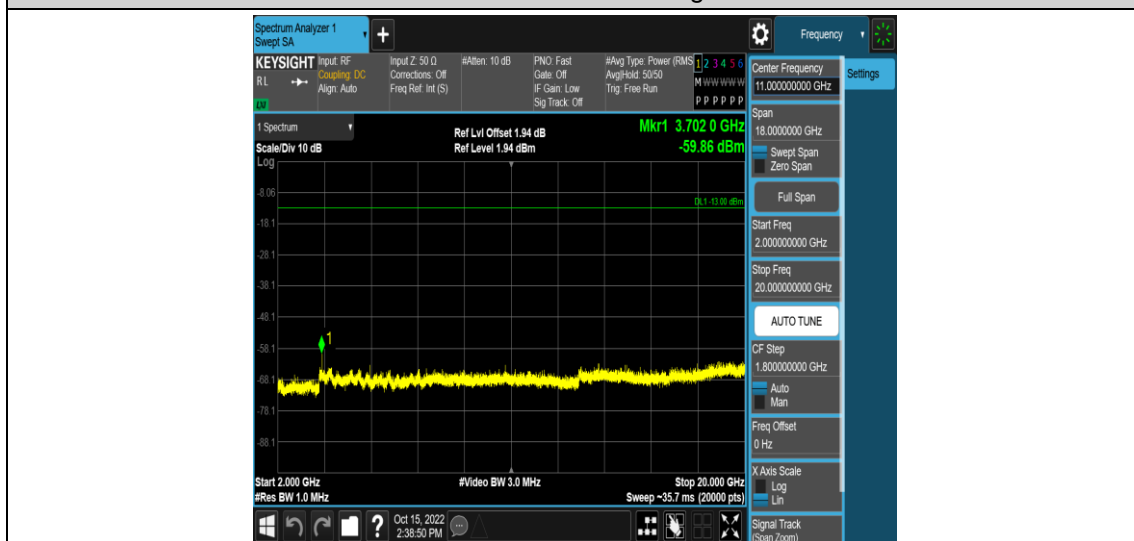 Spectrum Analyzer 1
Swept SA
Frequency
KEYSIGHT
RL
LXI
Input: RF
Coupling: DC
Align: Auto
Input Z: 50 Ω
Corrections: Off
Freq Ref: Int (S)
#Atten: 10 dB
PNO: Fast
Gate: Off
IF Gain: Low
Sig Track: Off
#Avg Type: Power (RMS
Avg|Hold: 50/50
Trig: Free Run
1 2 3 4 5 6
M W W W W W
P P P P P P
1 Spectrum
Scale/Div 10 dB
Ref Lvl Offset 1.94 dB
Ref Level 1.94 dBm
Mkr1 3.702 0 GHz
-59.86 dBm
Log
-8.06
DL1 -13.00 dBm
-18.1
-28.1
-38.1
-48.1
1
-58.1
-68.1
-78.1
-88.1
Start 2.000 GHz
#Video BW 3.0 MHz
Stop 20.000 GHz
#Res BW 1.0 MHz
Sweep ~35.7 ms (20000 pts)
Oct 15, 2022
2:38:50 PM
Center Frequency
11.000000000 GHz
Settings
Span
18.0000000 GHz
Swept Span
Zero Span
Full Span
Start Freq
2.000000000 GHz
Stop Freq
20.000000000 GHz
AUTO TUNE
CF Step
1.800000000 GHz
Auto
Man
Freq Offset
0 Hz
X Axis Scale
Log
Lin
Signal Track
(Span Zoom)